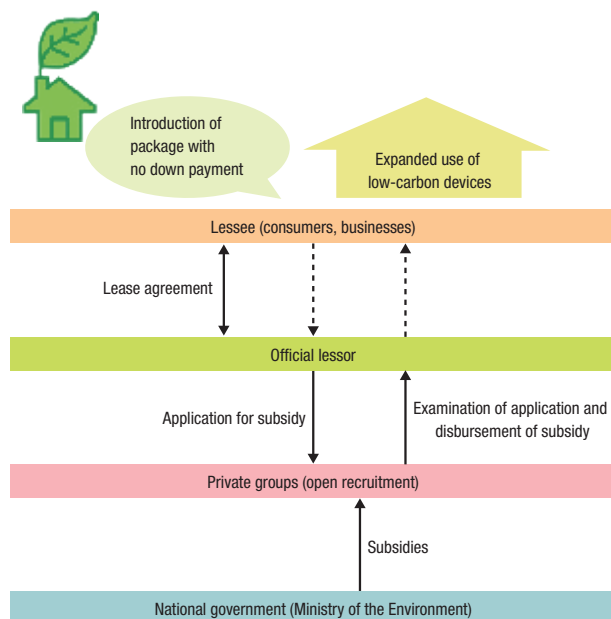 Introduction of
package with
no down payment
Expanded use of
low-carbon devices
Lessee (consumers, businesses)
Lease agreement
Official lessor
Application for subsidy
Examination of application and
disbursement of subsidy
Private groups (open recruitment)
Subsidies
National government (Ministry of the Environment)